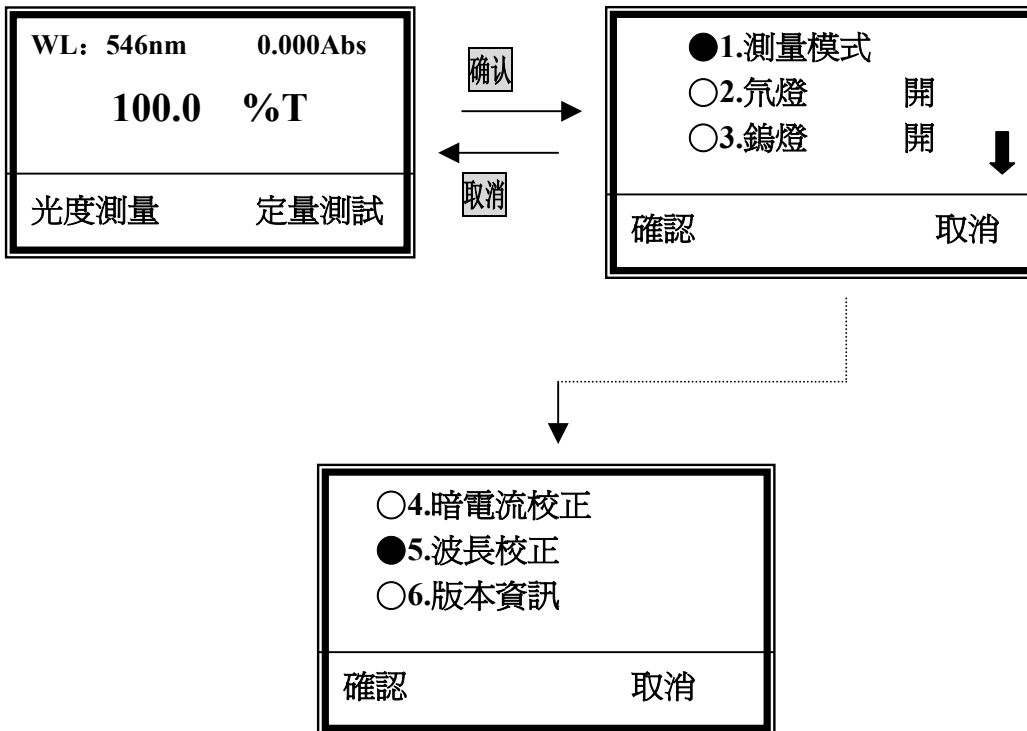 WL: 546nm 0.000Abs
100.0 %T
光度測量 定量測試
确认
取消
●1.測量模式
○2.氘燈 開
○3.鎢燈 開
確認 取消
○4.暗電流校正
●5.波長校正
○6.版本資訊
確認 取消